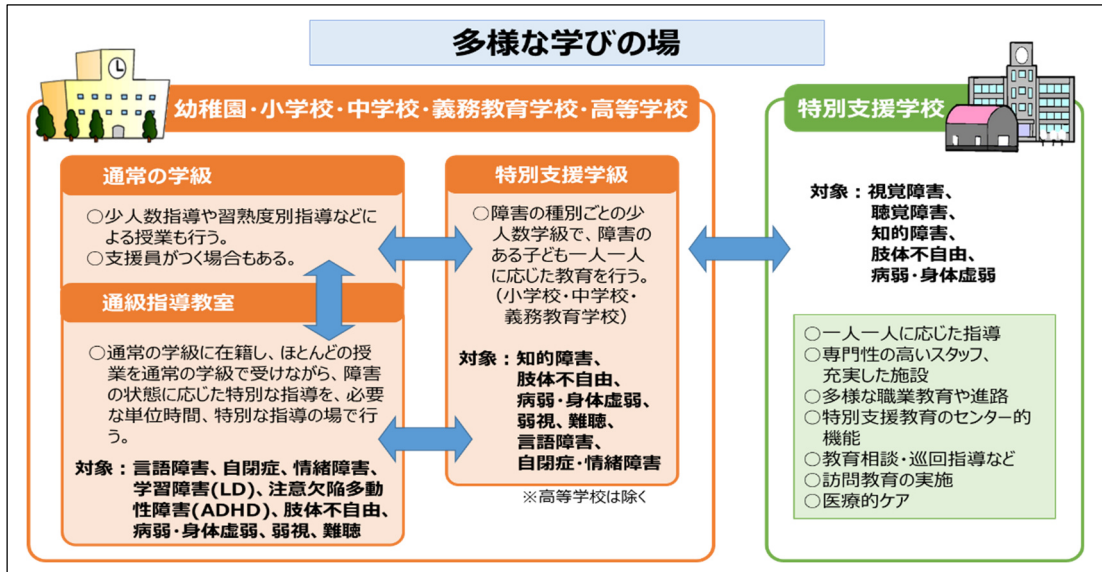 多様な学びの場
幼稚園・小学校・中学校・義務教育学校・高等学校
通常の学級
○少人数指導や習熟度別指導などに
よる授業も行う。
○支援員がつく場合もある。
通級指導教室
○通常の学級に在籍し、ほとんどの授
業を通常の学級で受けながら、障害
の状態に応じた特別な指導を、必要
な単位時間、特別な指導の場で行
う。
対象：言語障害、自閉症、情緒障害、
学習障害(LD)、注意欠陥多動
性障害(ADHD)、肢体不自由、
病弱・身体虚弱、弱視、難聴
特別支援学級
○障害の種別ごとの少
人数学級で、障害の
ある子ども一人一人
に応じた教育を行う。
（小学校・中学校・
義務教育学校）
対象：知的障害、
肢体不自由、
病弱・身体虚弱、
弱視、難聴、
言語障害、
自閉症・情緒障害
※高等学校は除く
特別支援学校
対象：視覚障害、
聴覚障害、
知的障害、
肢体不自由、
病弱・身体虚弱
○一人一人に応じた指導
○専門性の高いスタッフ、
充実した施設
○多様な職業教育や進路
○特別支援教育のセンター的
機能
○教育相談・巡回指導など
○訪問教育の実施
○医療的ケア